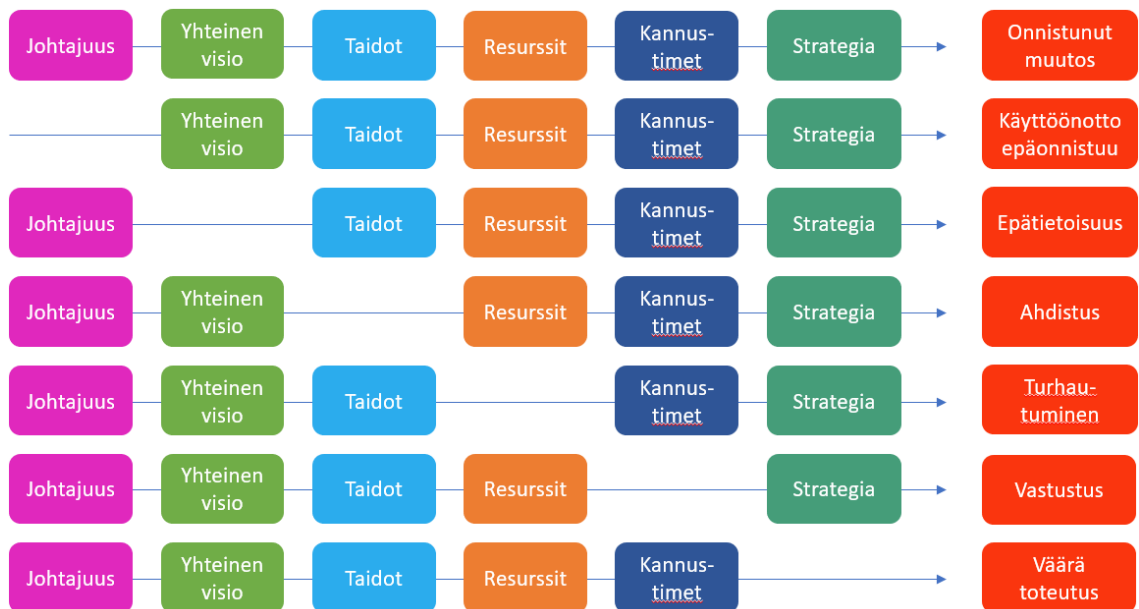 Johtajuus
Yhteinen
visio
Taidot
Resurssit
Kannus-
timet
Strategia
Onnistunut
muutos
Yhteinen
visio
Taidot
Resurssit
Kannus-
timet
Strategia
Käyttöönotto
epäonnistuu
Johtajuus
Taidot
Resurssit
Kannus-
timet
Strategia
Epätietoisuus
Johtajuus
Yhteinen
visio
Resurssit
Kannus-
timet
Strategia
Ahdistus
Johtajuus
Yhteinen
visio
Taidot
Kannus-
timet
Strategia
Turhau-
tuminen
Johtajuus
Yhteinen
visio
Taidot
Resurssit
Strategia
Vastustus
Johtajuus
Yhteinen
visio
Taidot
Resurssit
Kannus-
timet
Väärä
toteutus